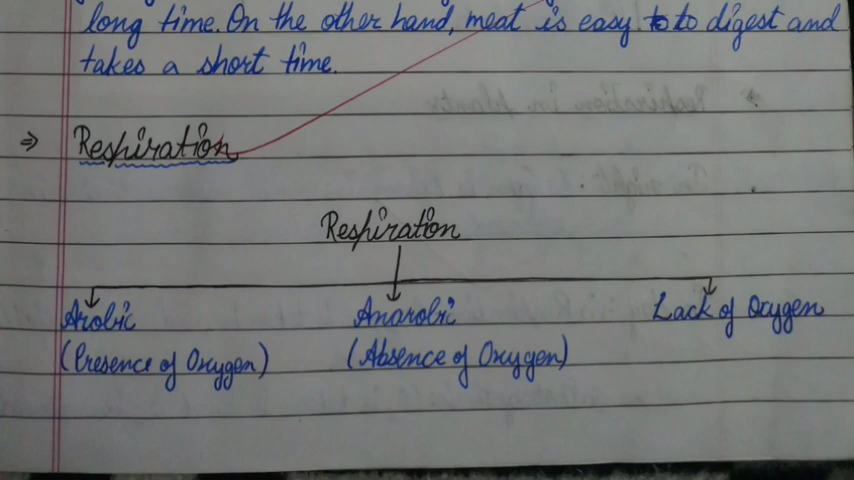 long time. On the other hand, meat is easy to to digest and
takes a short time.
⇒ Respiration
Respiration
Arobic Anarobic Lack of Oxygen
(Presence of Oxygen) (Absence of Oxygen)